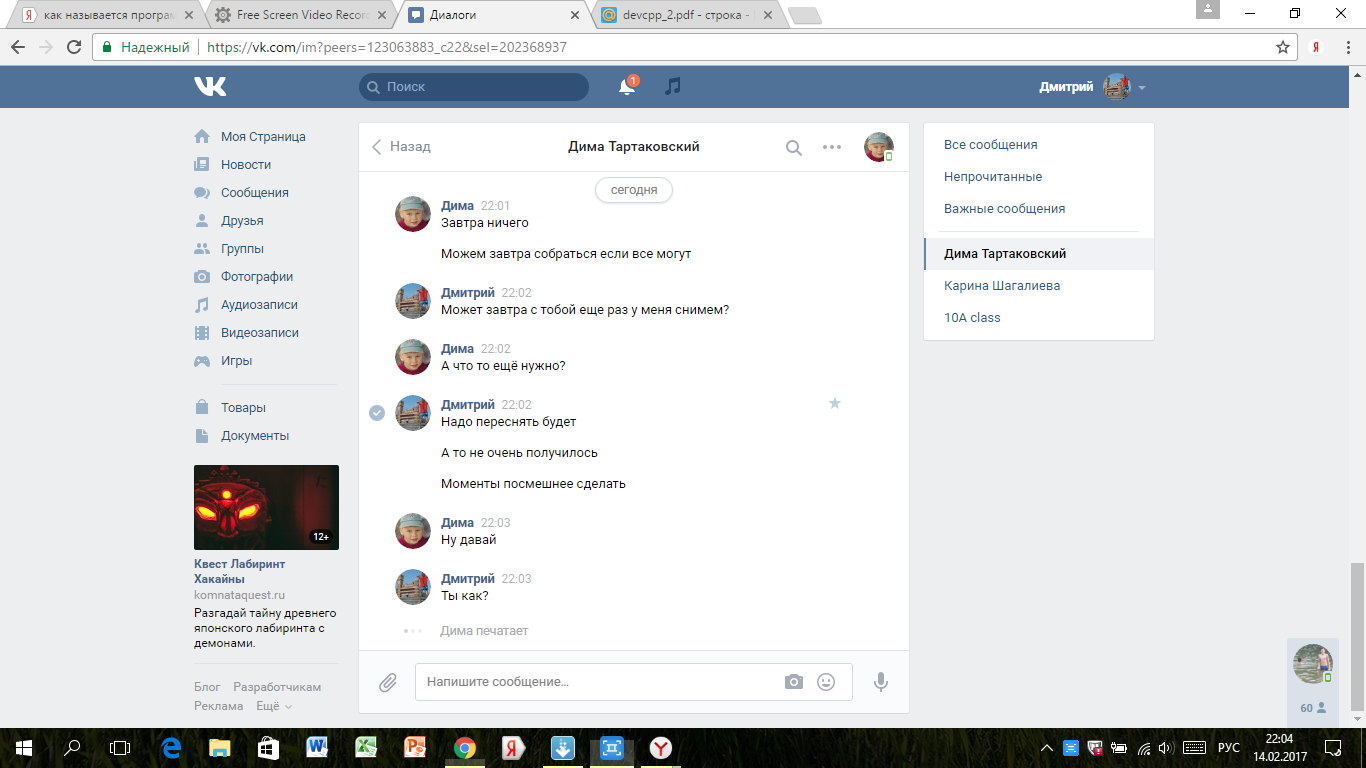 как называется програм
Free Screen Video Recor
Диалоги
devcpp_2.pdf - строка -
Надежный
https://vk.com/im?peers=123063883_c22&sel=202368937
Поиск
1
Дмитрий
Моя Страница
Новости
Сообщения
Друзья
Группы
Фотографии
Аудиозаписи
Видеозаписи
Игры
Товары
Документы
12+
Квест Лабиринт
Хакайны
komnataquest.ru
Разгадай тайну древнего
японского лабиринта с
демонами.
Блог Разработчикам
Реклама Ещё
Назад
Дима Тартаковский
сегодня
Дима 22:01
Завтра ничего
Можем завтра собраться если все могут
Дмитрий 22:02
Может завтра с тобой еще раз у меня снимем?
Дима 22:02
А что то ещё нужно?
Дмитрий 22:02
Надо переснять будет
А то не очень получилось
Моменты посмешнее сделать
Дима 22:03
Ну давай
Дмитрий 22:03
Ты как?
Дима печатает
Напишите сообщение...
Все сообщения
Непрочитанные
Важные сообщения
Дима Тартаковский
Карина Шагалиева
10А class
60
РУС
22:04
14.02.2017